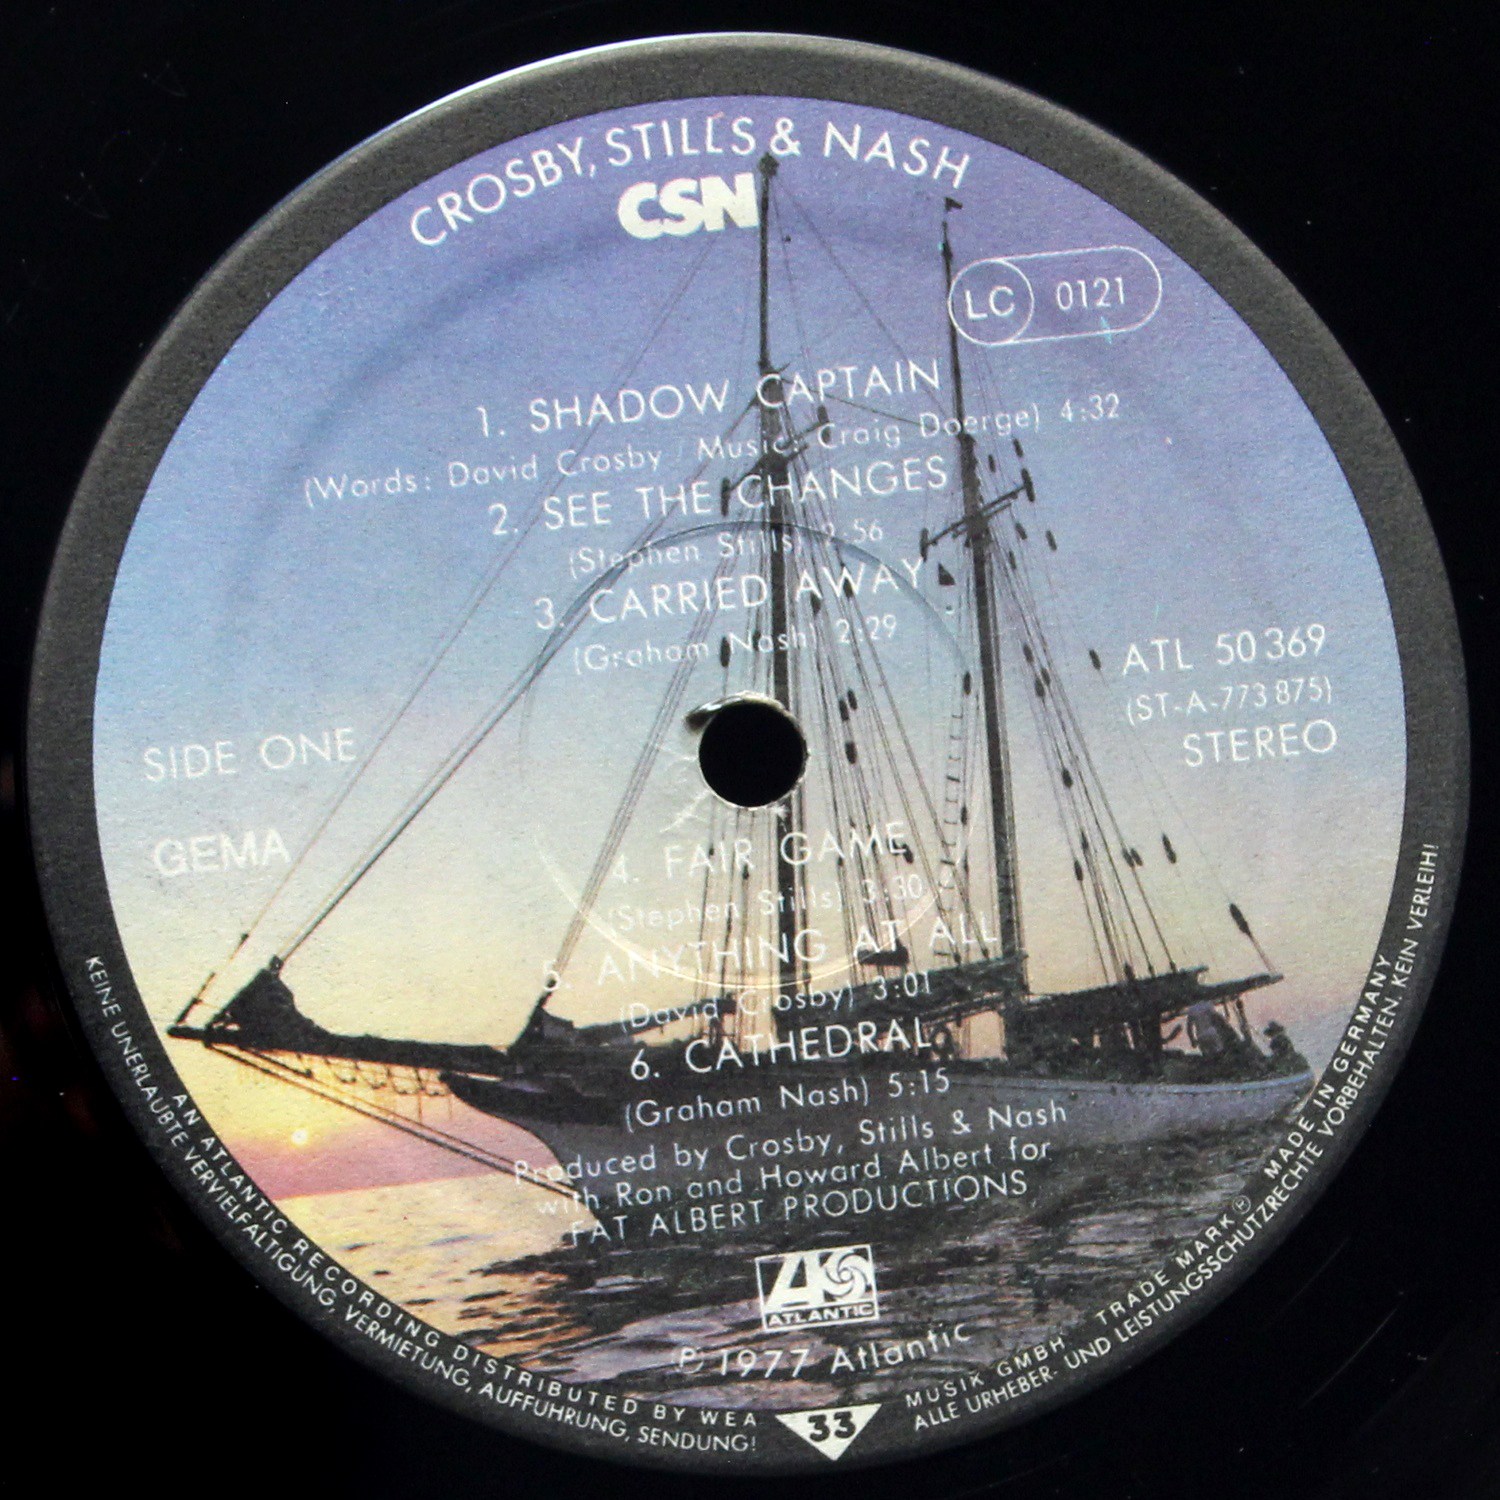 CROSBY, STILLS & NASH
CSN
LC 0121
1. SHADOW CAPTAIN
(Words: David Crosby / Music: Craig Doerge) 4:32
2. SEE THE CHANGES
(Stephen Stills) 2:56
3. CARRIED AWAY
(Graham Nash) 2:29
ATL 50 369
(ST-A-773 875)
STEREO
SIDE ONE
GEMA
4. FAIR GAME
(Stephen Stills) 3:30
5. ANYTHING AT ALL
(David Crosby) 3:01
6. CATHEDRAL
(Graham Nash) 5:15
Produced by Crosby, Stills & Nash
with Ron and Howard Albert for
FAT ALBERT PRODUCTIONS
ATLANTIC
℗ 1977 Atlantic
33
AN ATLANTIC RECORDING DISTRIBUTED BY WEA MUSIK GMBH TRADE MARK ® MADE IN GERMANY
KEINE UNERLAUBTE VERVIELFALTIGUNG, VERMIETUNG, AUFFUHRUNG, SENDUNG! ALLE URHEBER- UND LEISTUNGSSCHUTZRECHTE VORBEHALTEN. KEIN VERLEIH!